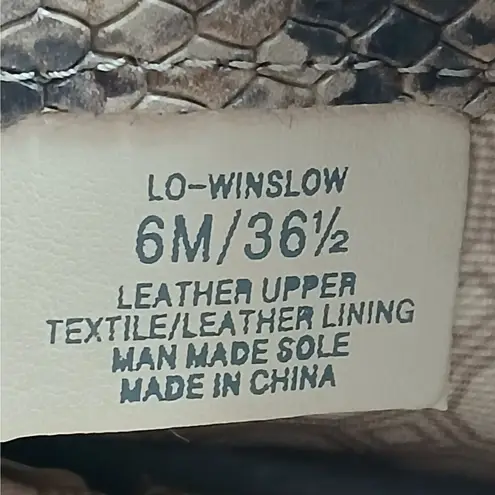 LO-WINSLOW
6M/36½
LEATHER UPPER
TEXTILE/LEATHER LINING
MAN MADE SOLE
MADE IN CHINA